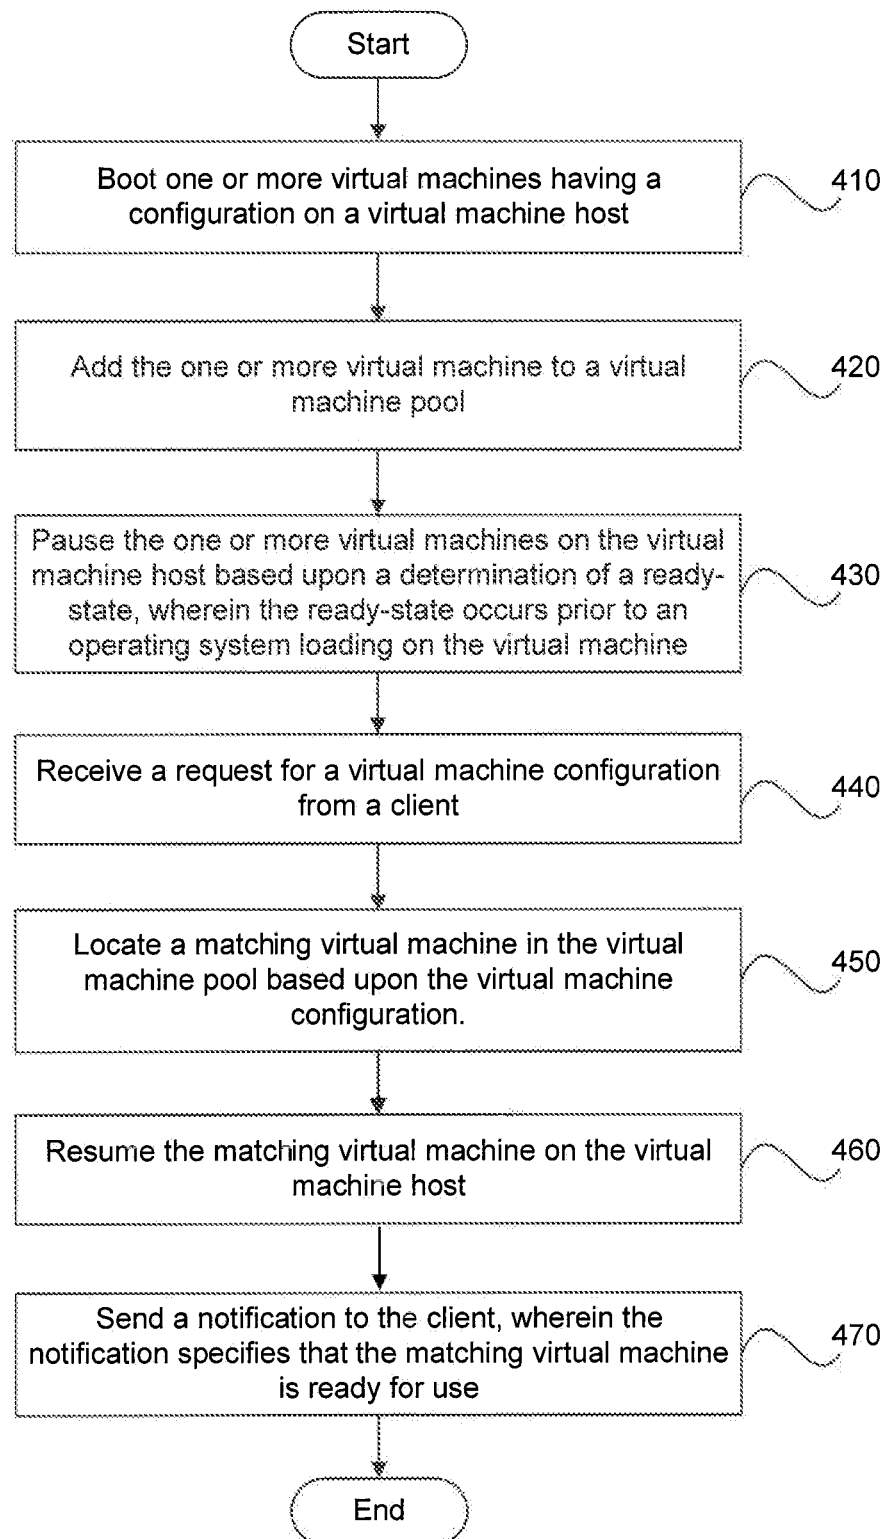 Start
Boot one or more virtual machines having a
configuration on a virtual machine host
410
Add the one or more virtual machine to a virtual
machine pool
420
Pause the one or more virtual machines on the virtual
machine host based upon a determination of a ready-
state, wherein the ready-state occurs prior to an
operating system loading on the virtual machine
430
Receive a request for a virtual machine configuration
from a client
440
Locate a matching virtual machine in the virtual
machine pool based upon the virtual machine
configuration.
450
Resume the matching virtual machine on the virtual
machine host
460
Send a notification to the client, wherein the
notification specifies that the matching virtual machine
is ready for use
470
End